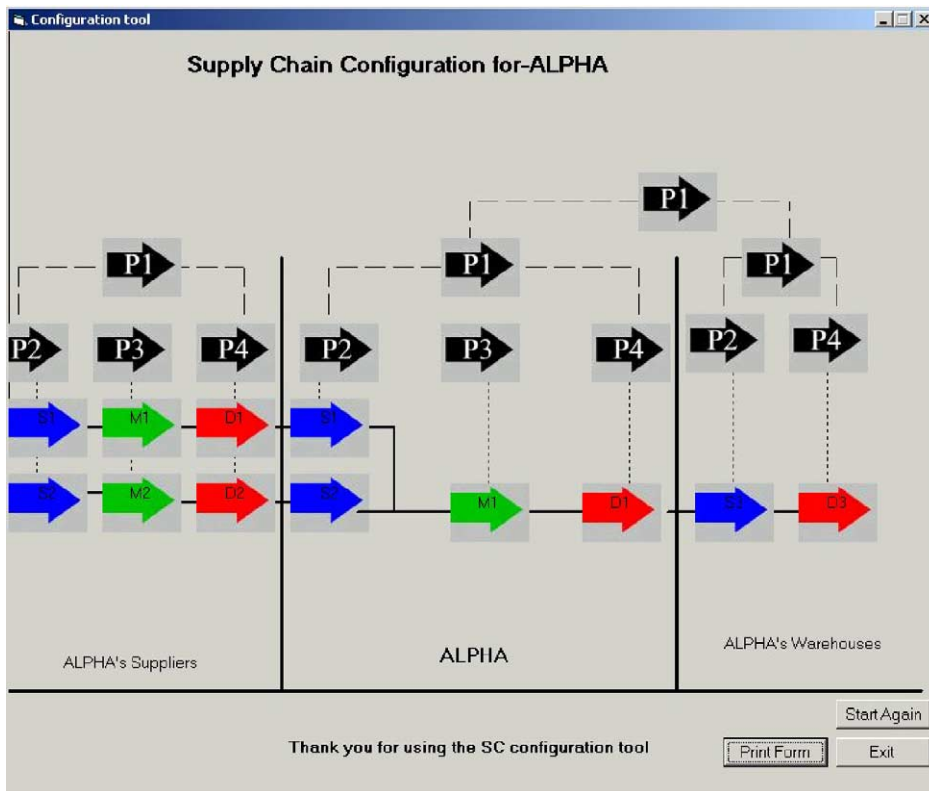 Configuration tool
Supply Chain Configuration for-ALPHA
P1
P1 P1 P1
P2 P3 P4 P2 P3 P4 P2 P4
S1 M1 D1 S1
S2 M2 D2 S2 M1 D1 S3 D3
ALPHA's Suppliers ALPHA ALPHA's Warehouses
Start Again
Thank you for using the SC configuration tool Print Form Exit